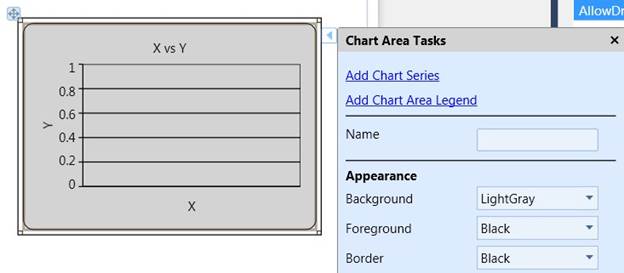 AllowDr
X vs Y
1
0.8
0.6
0.4
0.2
0
Y
X
Chart Area Tasks
×
Add Chart Series
Add Chart Area Legend
Name
Appearance
Background LightGray
Foreground Black
Border Black